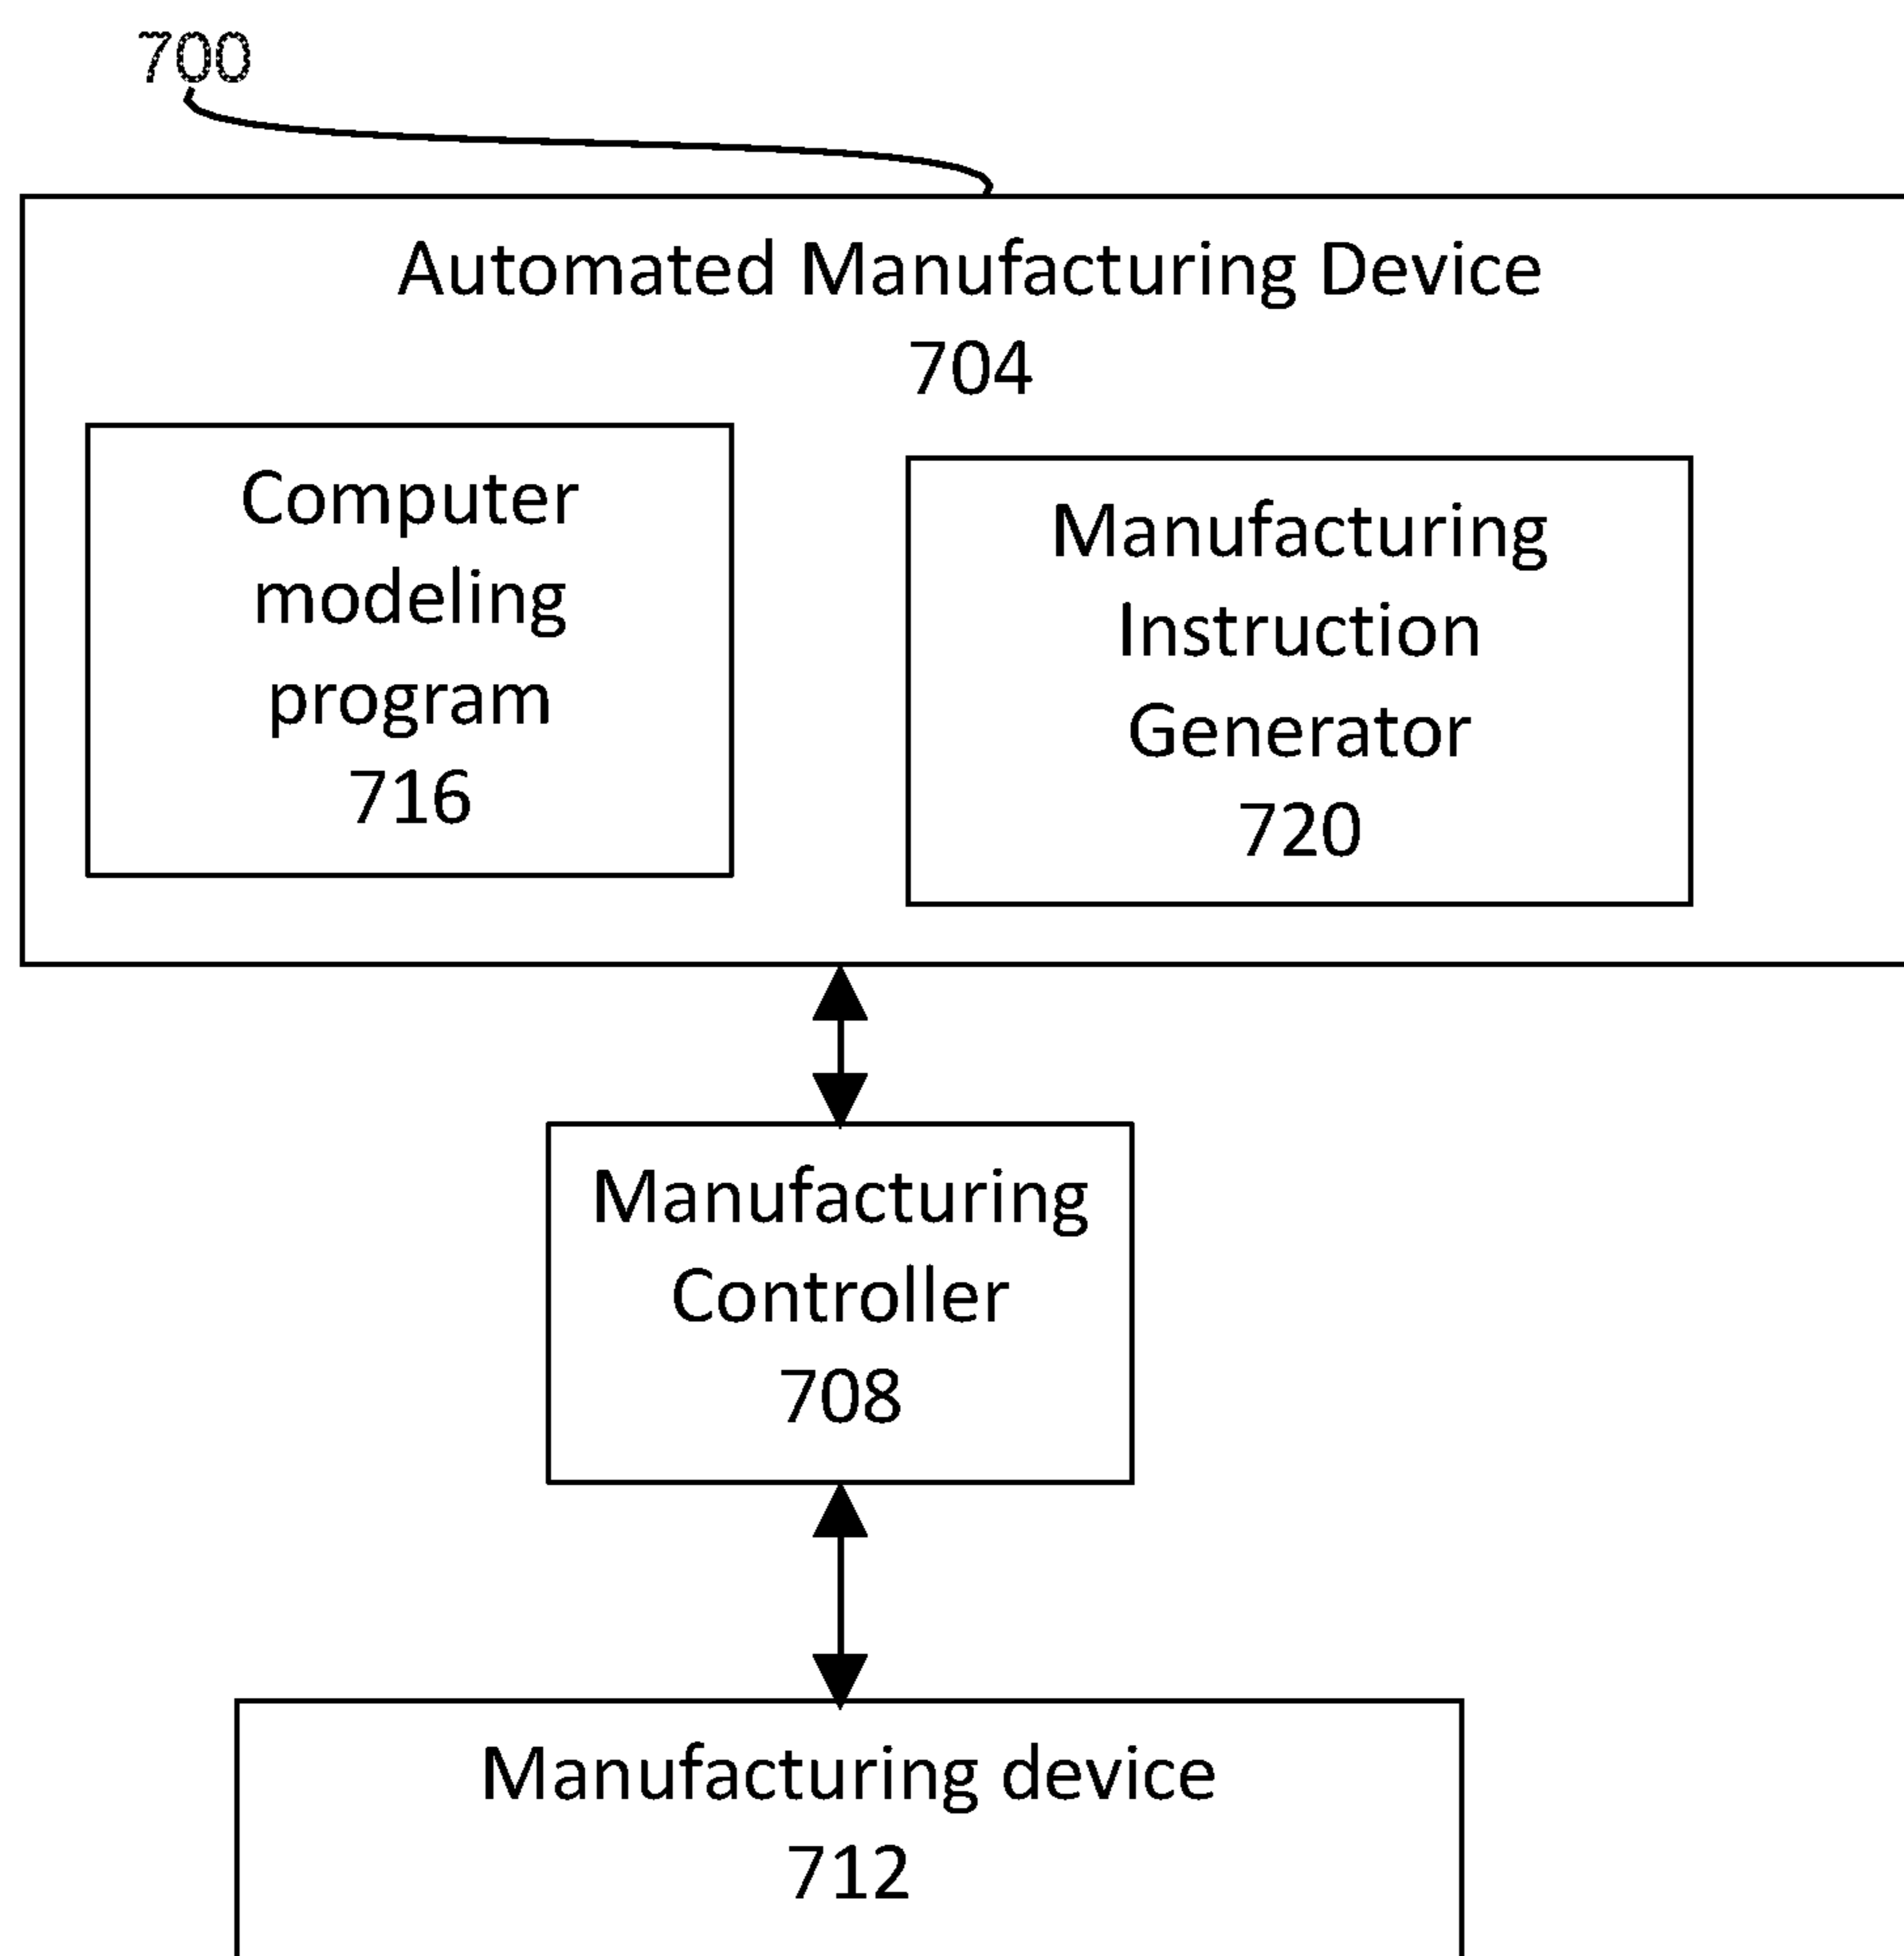 700
Automated Manufacturing Device
704
Computer
modeling
program
716
Manufacturing
Instruction
Generator
720
Manufacturing
Controller
708
Manufacturing device
712